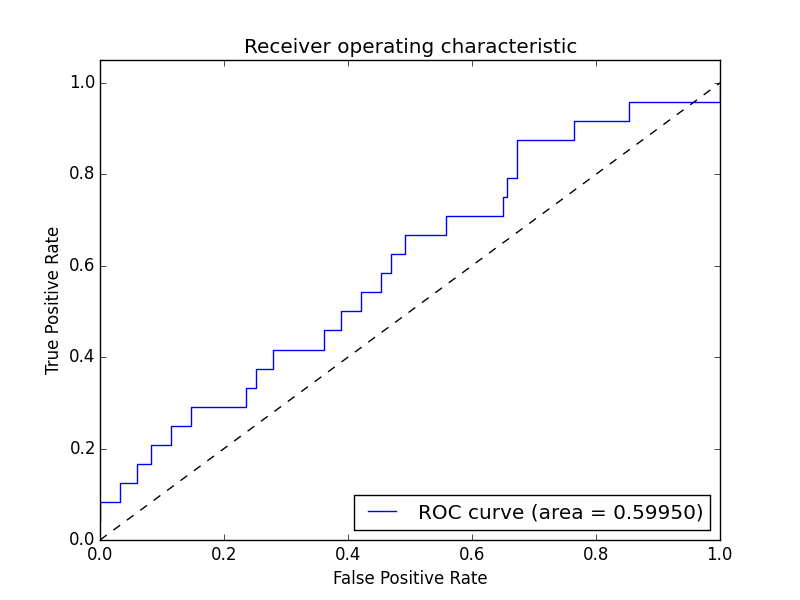 Receiver operating characteristic
1.0
0.8
0.6
0.4
0.2
0.0
True Positive Rate
ROC curve (area = 0.59950)
0.0 0.2 0.4 0.6 0.8 1.0
False Positive Rate